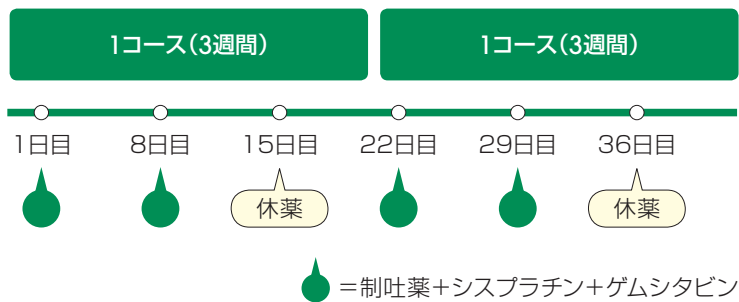 1コース（3週間） 1コース（3週間）
1日目 8日目 15日目 22日目 29日目 36日目
休薬 休薬
＝制吐薬＋シスプラチン＋ゲムシタビン